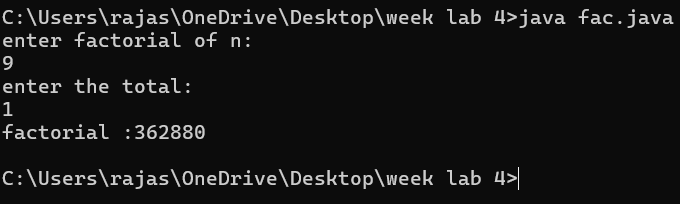 C:\Users\rajas\OneDrive\Desktop\week lab 4>java fac.java
enter factorial of n:
9
enter the total:
1
factorial :362880
C:\Users\rajas\OneDrive\Desktop\week lab 4>